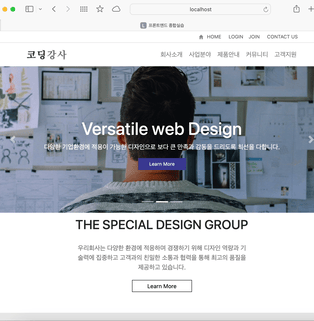 localhost
프론트엔드 종합실습
HOME LOGIN JOIN CONTACT US
코딩강사
회사소개 사업분야 제품안내 커뮤니티 고객지원
Versatile web Design
다양한 기업환경에 적응이 가능한 디자인으로 보다 큰 만족과 감동을 드리도록 최선을 다합니다.
Learn More
THE SPECIAL DESIGN GROUP
우리회사는 다양한 환경에 적응하며 경쟁하기 위해 디자인 역량과 기
술력에 집중하고 고객과의 친밀한 소통과 협력을 통해 최고의 품질을
제공하고 있습니다.
Learn More